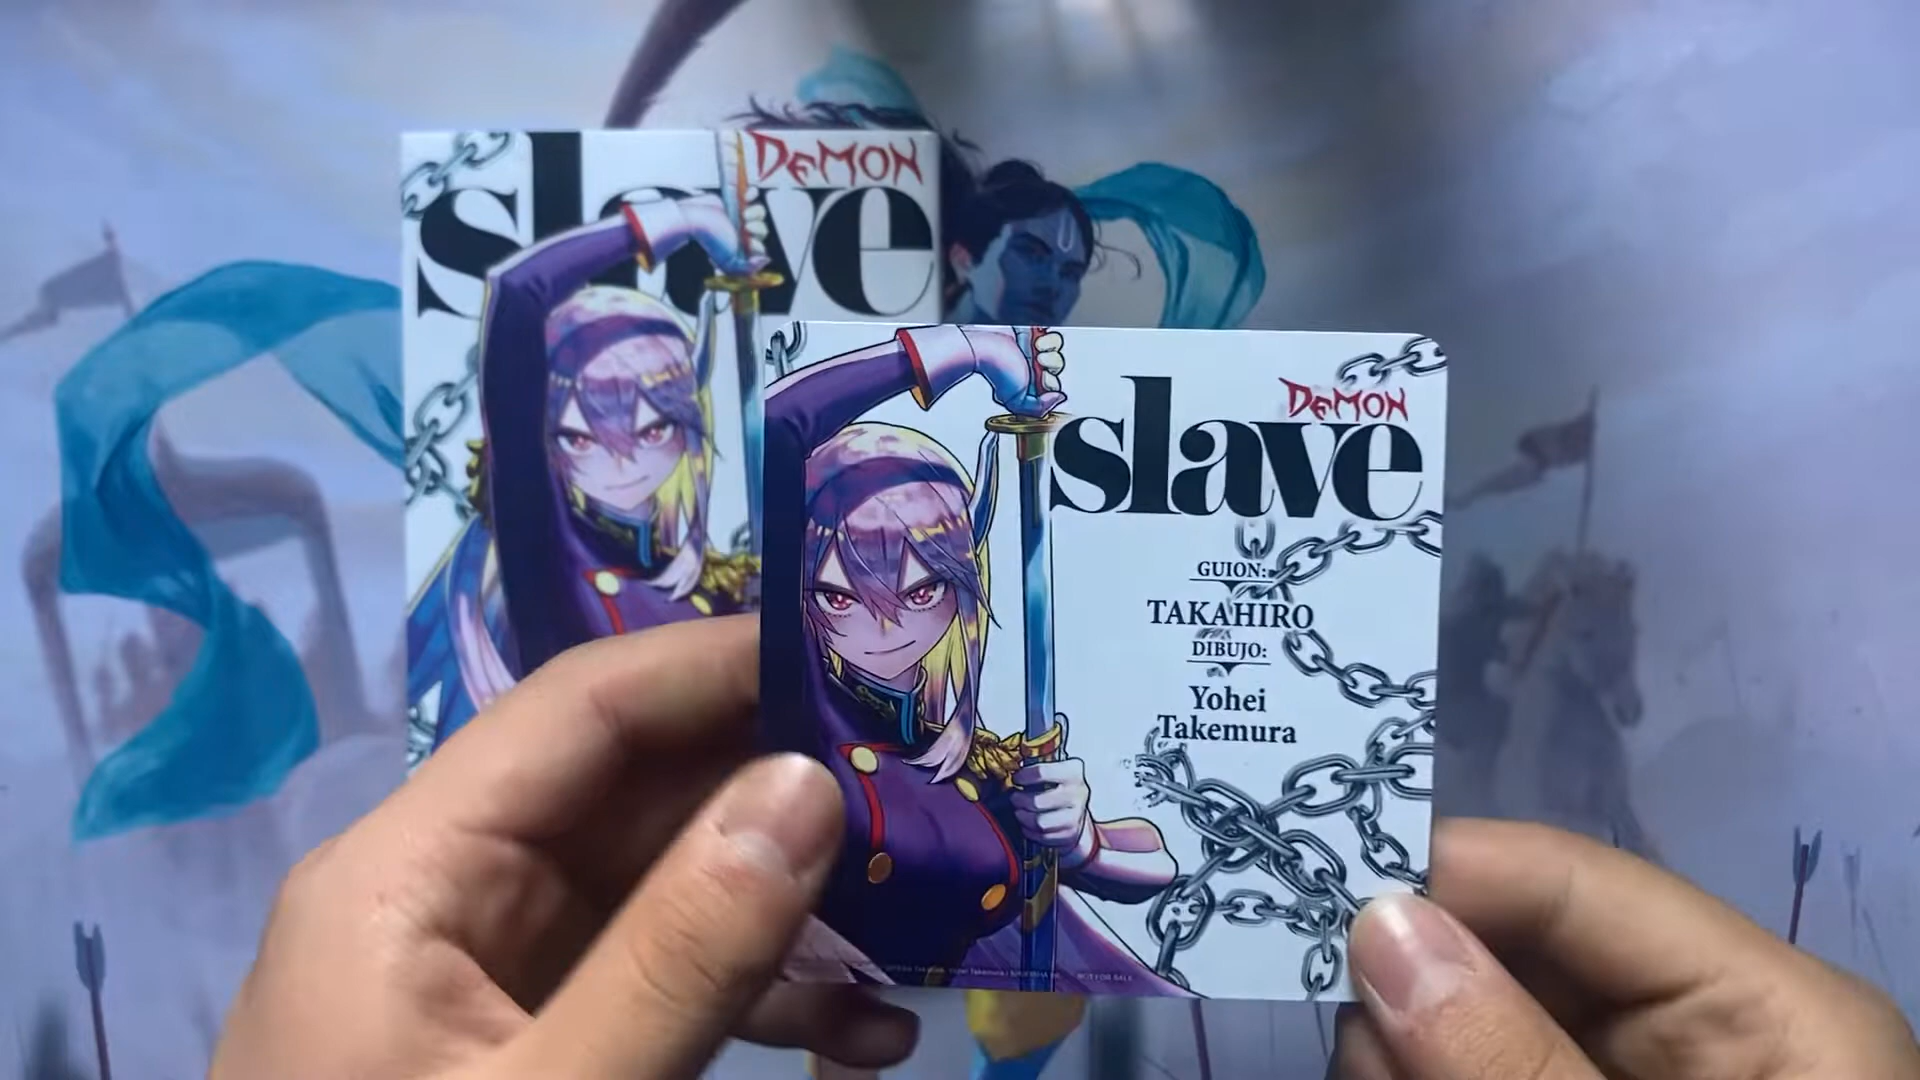 DEMON
slave
DEMON
slave
GUION:
TAKAHIRO
DIBUJO:
Yohei
Takemura